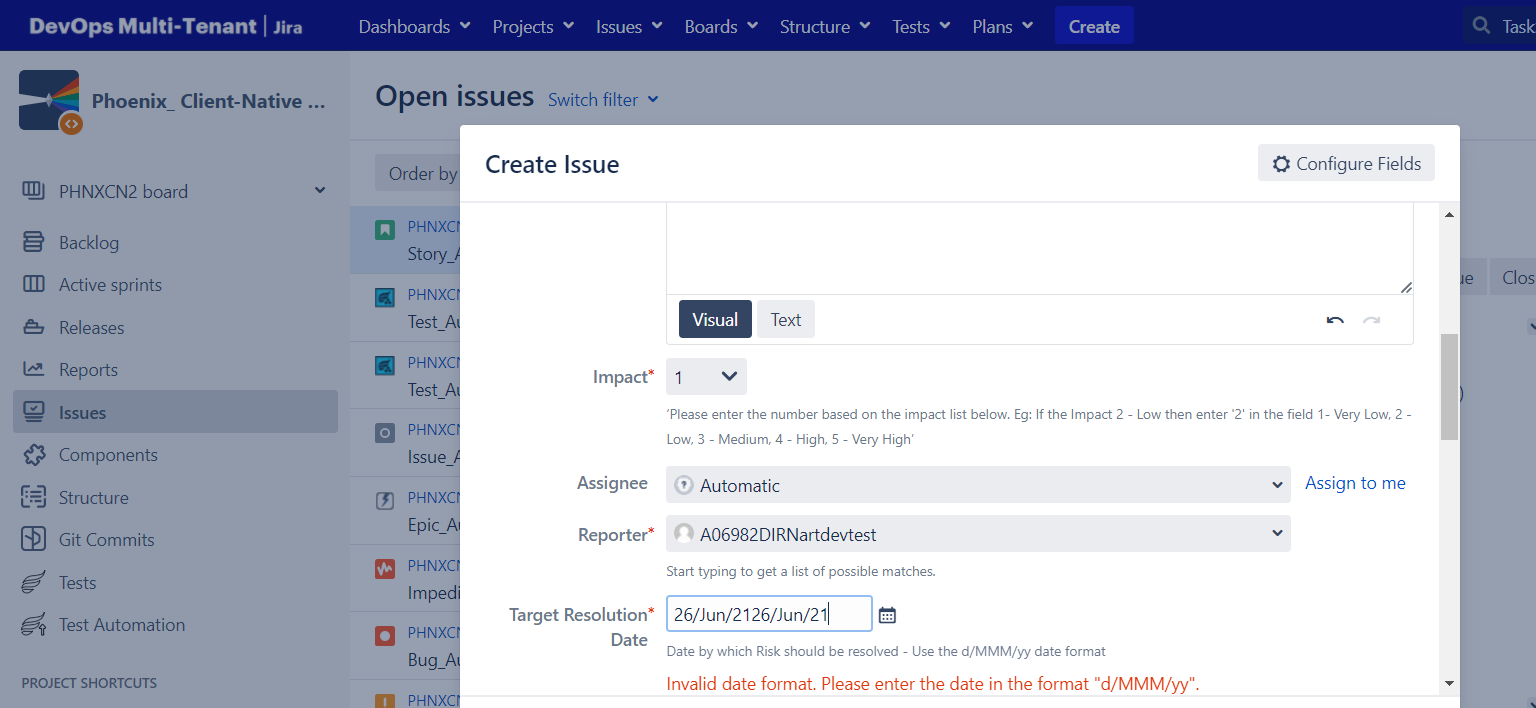 DevOps Multi-Tenant | Jira
Dashboards Projects Issues Boards Structure Tests Plans Create Task
Phoenix_ Client-Native ...
PHNXCN2 board
Backlog
Active sprints
Releases
Reports
Issues
Components
Structure
Git Commits
Tests
Test Automation
PROJECT SHORTCUTS
Open issues Switch filter
Order by
PHNXCN
Story_A
PHNXCN
Test_Au
PHNXCN
Test_Au
PHNXCN
Issue_A
PHNXCN
Epic_Au
PHNXCN
Impedi
PHNXCN
Bug_Au
PHNXCN
ue Clos
Create Issue Configure Fields
Visual Text
Impact* 1
'Please enter the number based on the impact list below. Eg: If the Impact 2 - Low then enter '2' in the field 1- Very Low, 2 -
Low, 3 - Medium, 4 - High, 5 - Very High'
Assignee Automatic Assign to me
Reporter* A06982DIRNartdevtest
Start typing to get a list of possible matches.
Target Resolution* 26/Jun/2126/Jun/21
Date
Date by which Risk should be resolved - Use the d/MMM/yy date format
Invalid date format. Please enter the date in the format "d/MMM/yy".